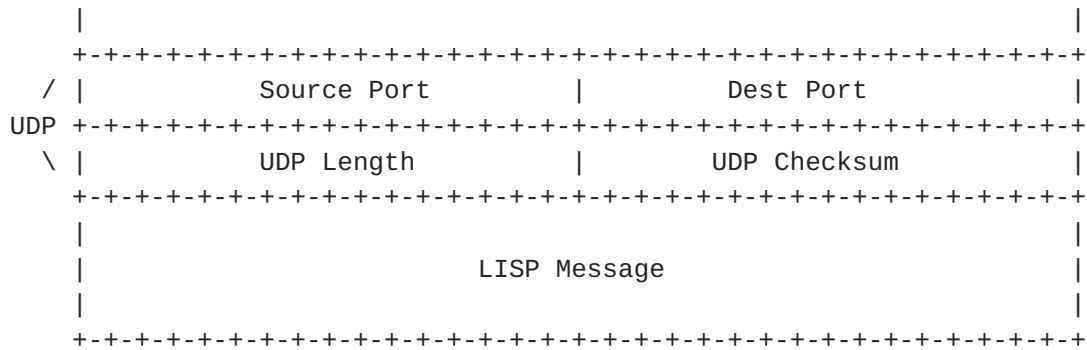 |                                                               |
+-+-+-+-+-+-+-+-+-+-+-+-+-+-+-+-+-+-+-+-+-+-+-+-+-+-+-+-+-+-+-+-+
/ |           Source Port         |         Dest Port             |
UDP +-+-+-+-+-+-+-+-+-+-+-+-+-+-+-+-+-+-+-+-+-+-+-+-+-+-+-+-+-+-+-+-+
\ |           UDP Length          |        UDP Checksum           |
+-+-+-+-+-+-+-+-+-+-+-+-+-+-+-+-+-+-+-+-+-+-+-+-+-+-+-+-+-+-+-+-+
|                                                               |
|                         LISP Message                          |
|                                                               |
+-+-+-+-+-+-+-+-+-+-+-+-+-+-+-+-+-+-+-+-+-+-+-+-+-+-+-+-+-+-+-+-+